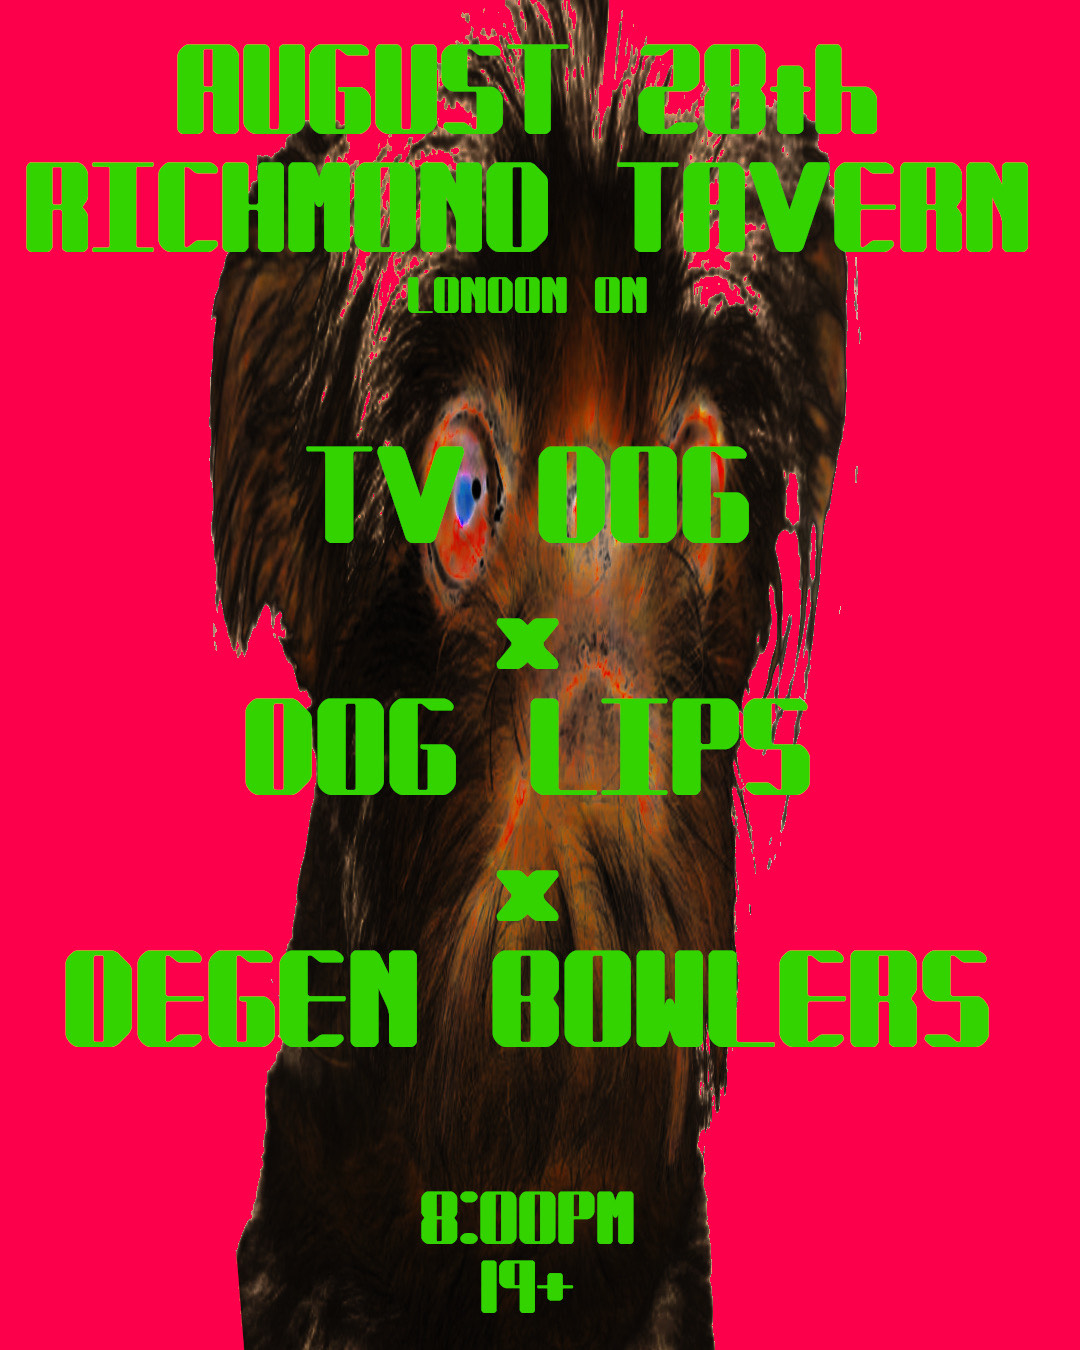 AUGUST 28th
RICHMOND TAVERN
LONDON ON
TV DOG
x
DOG LIPS
x
DEGEN BOWLERS
8:00PM
19+